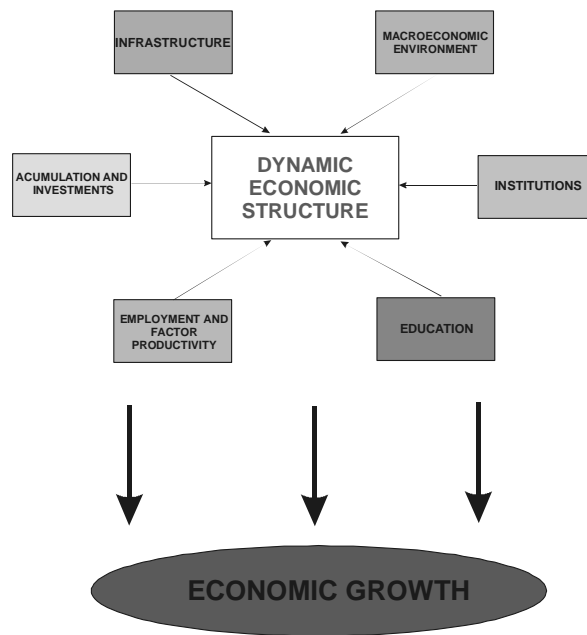 INFRASTRUCTURE
MACROECONOMIC
ENVIRONMENT
DYNAMIC
ECONOMIC
STRUCTURE
ACUMULATION AND
INVESTMENTS
INSTITUTIONS
EMPLOYMENT AND
FACTOR
PRODUCTIVITY
EDUCATION
ECONOMIC GROWTH